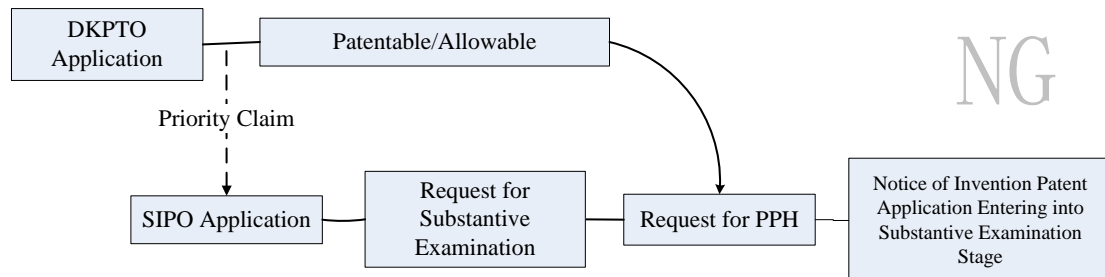 DKPTO
Application
Patentable/Allowable
NG
Priority Claim
SIPO Application
Request for
Substantive
Examination
Request for PPH
Notice of Invention Patent
Application Entering into
Substantive Examination
Stage